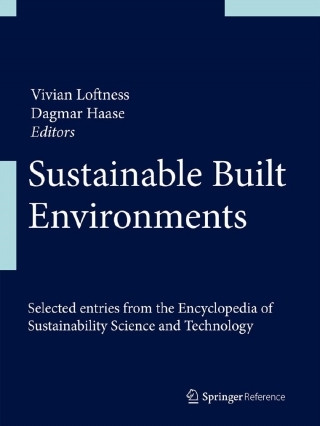 Vivian Loftness
Dagmar Haase
Editors
Sustainable Built
Environments
Selected entries from the Encyclopedia of
Sustainability Science and Technology
Springer Reference